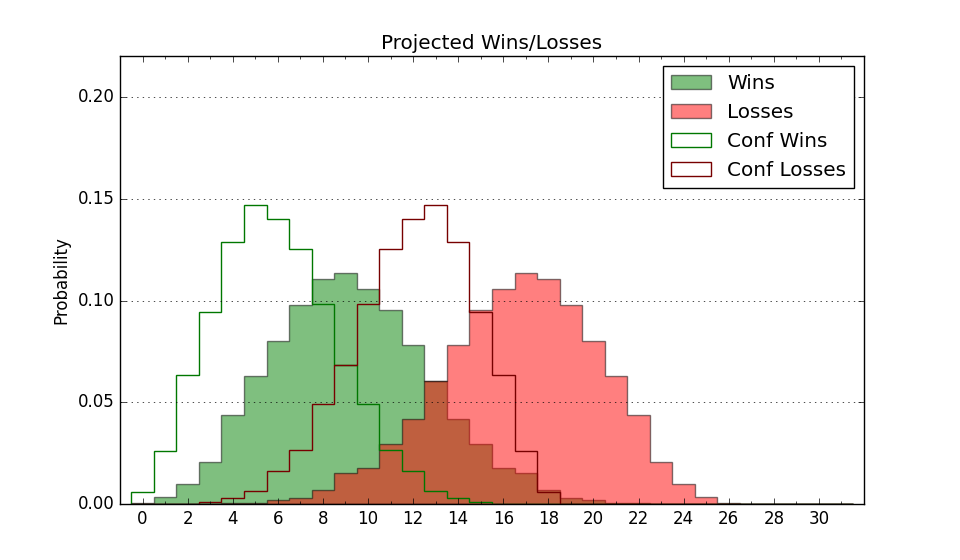 Projected Wins/Losses
Wins
Losses
Conf Wins
Conf Losses
Probability
0.20
0.15
0.10
0.05
0.00
0 2 4 6 8 10 12 14 16 18 20 22 24 26 28 30